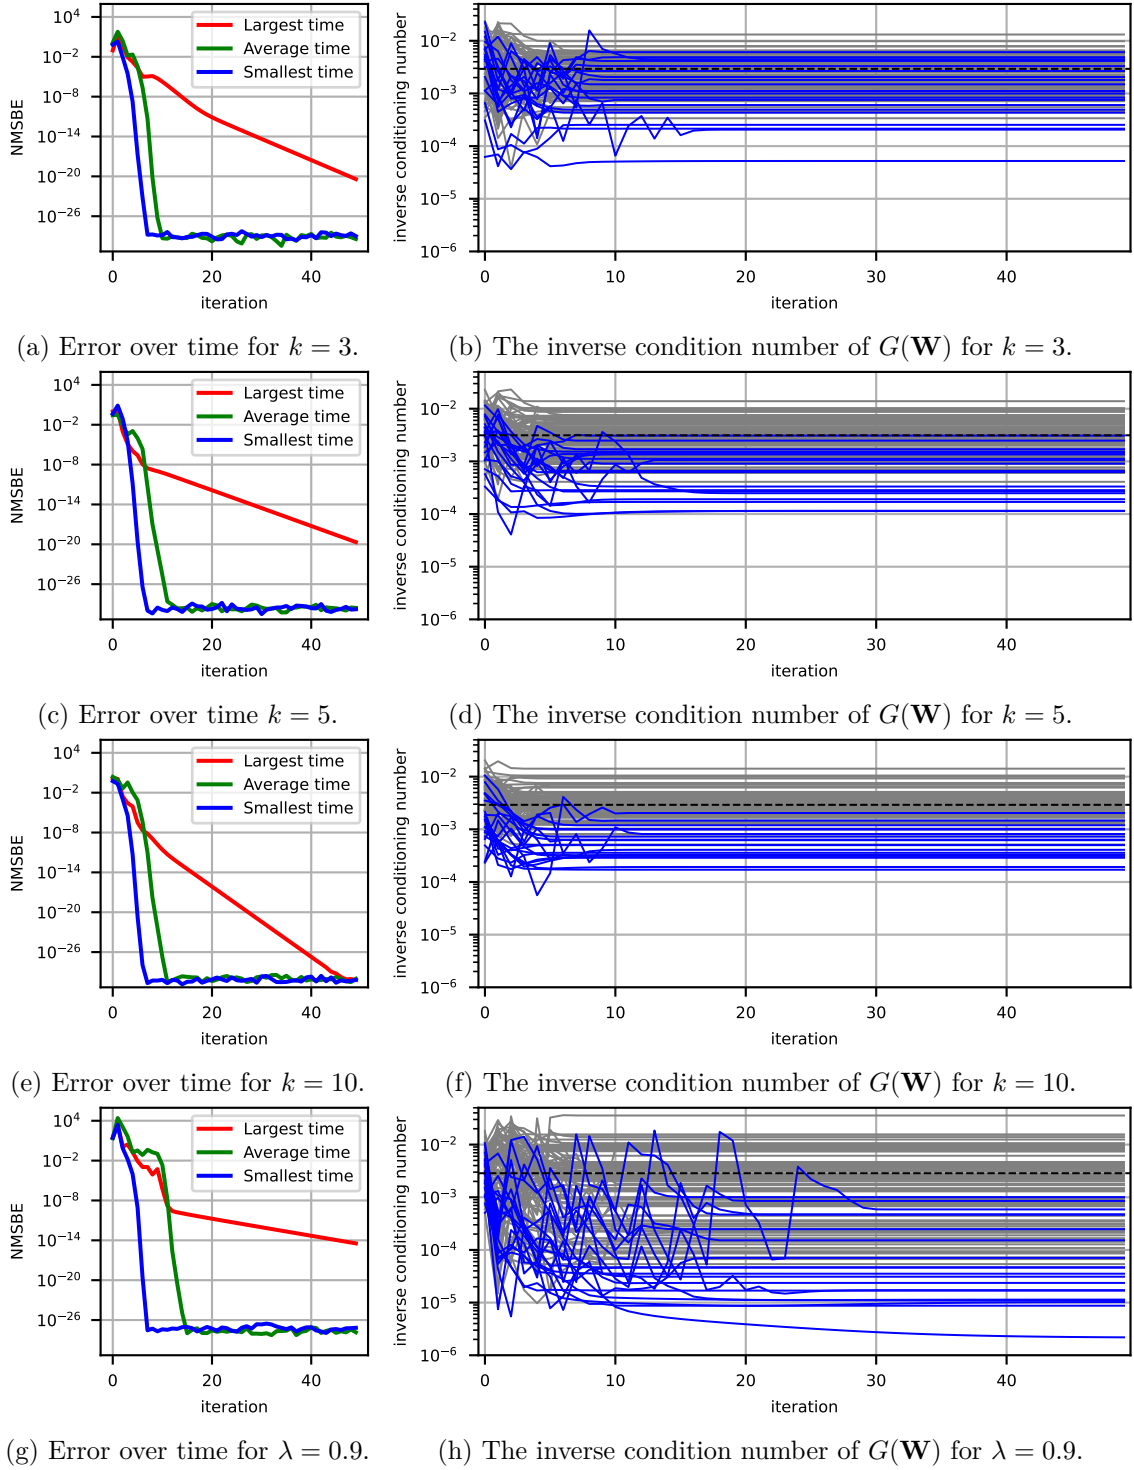 10^4
10^−2
10^−8
10^−14
10^−20
10^−26
NMSBE
Largest time
Average time
Smallest time
0 20 40
iteration
10^−2
10^−3
10^−4
10^−5
10^−6
inverse conditioning number
0 10 20 30 40
iteration
(a) Error over time for k = 3.
(b) The inverse condition number of G(W) for k = 3.
10^4
10^−2
10^−8
10^−14
10^−20
10^−26
NMSBE
Largest time
Average time
Smallest time
0 20 40
iteration
10^−2
10^−3
10^−4
10^−5
10^−6
inverse conditioning number
0 10 20 30 40
iteration
(c) Error over time k = 5.
(d) The inverse condition number of G(W) for k = 5.
10^4
10^−2
10^−8
10^−14
10^−20
10^−26
NMSBE
Largest time
Average time
Smallest time
0 20 40
iteration
10^−2
10^−3
10^−4
10^−5
10^−6
inverse conditioning number
0 10 20 30 40
iteration
(e) Error over time for k = 10.
(f) The inverse condition number of G(W) for k = 10.
10^4
10^−2
10^−8
10^−14
10^−20
10^−26
NMSBE
Largest time
Average time
Smallest time
0 20 40
iteration
10^−2
10^−3
10^−4
10^−5
10^−6
inverse conditioning number
0 10 20 30 40
iteration
(g) Error over time for λ = 0.9.
(h) The inverse condition number of G(W) for λ = 0.9.